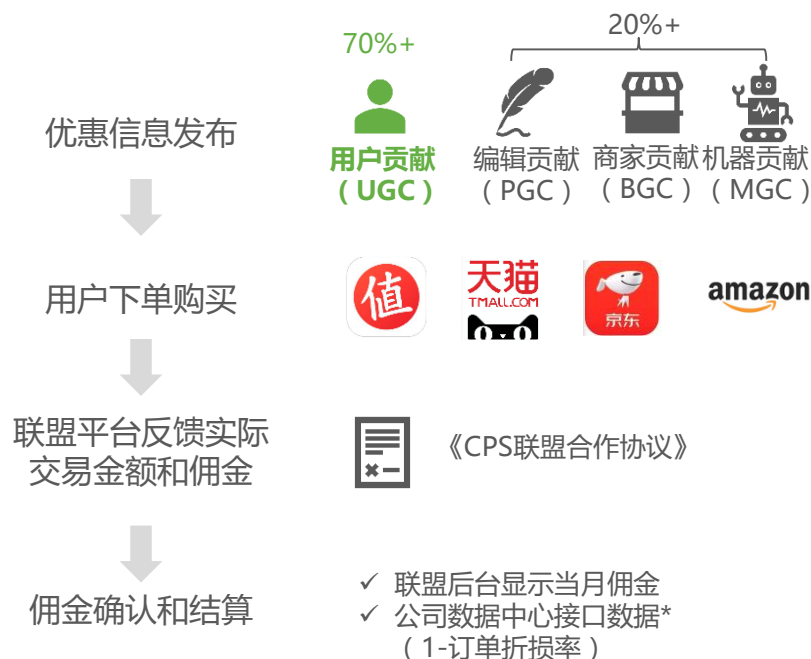 20%+
70%+
优惠信息发布
用户贡献
（UGC）
编辑贡献
（PGC）
商家贡献
（BGC）
机器贡献
（MGC）
用户下单购买
值
天猫
TMALL.COM
京东
amazon
联盟平台反馈实际
交易金额和佣金
《CPS联盟合作协议》
佣金确认和结算
✓ 联盟后台显示当月佣金
✓ 公司数据中心接口数据*
（1-订单折损率）